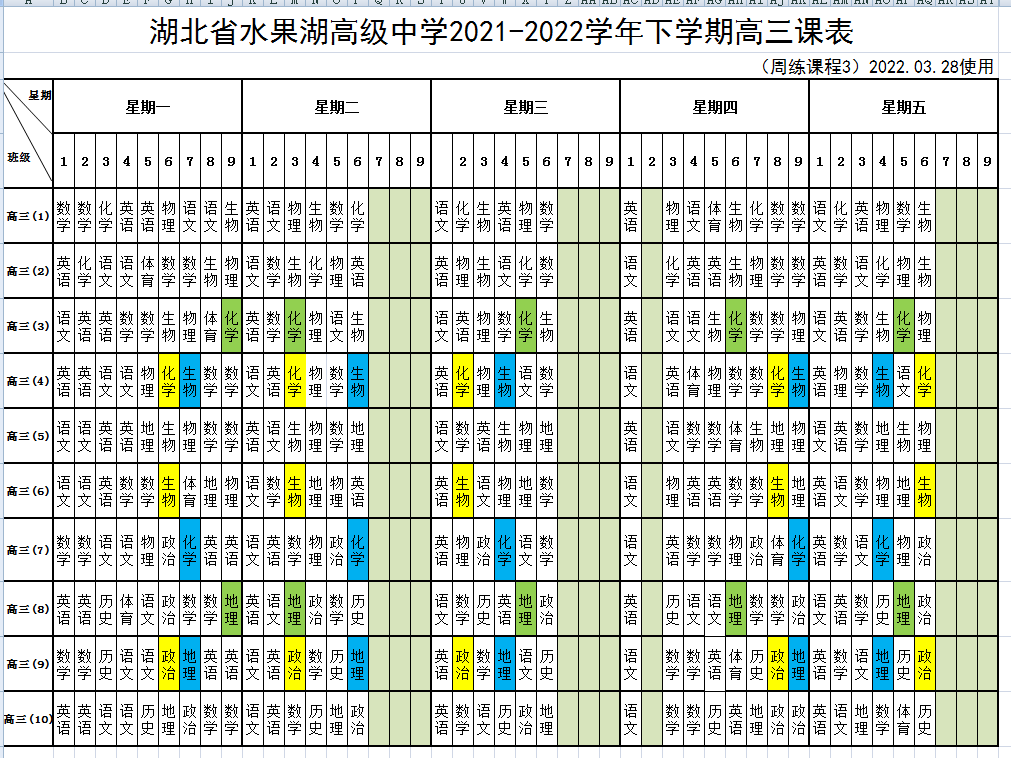 湖北省水果湖高级中学2021-2022学年下学期高三课表
（周练课程3）2022.03.28使用
星期 星期一 星期二 星期三 星期四 星期五
班级 1 2 3 4 5 6 7 8 9 1 2 3 4 5 6 7 8 9 2 3 4 5 6 7 8 9 1 2 3 4 5 6 7 8 9 1 2 3 4 5 6 7 8 9
高三(1) 数学 数学 化学 英语 英语 物理 语文 语文 生物 英语 语文 物理 生物 数学 化学 语文 化学 生物 英语 物理 数学 英语 物理 语文 体育 生物 化学 数学 数学 语文 化学 英语 物理 数学 生物
高三(2) 英语 化学 语文 语文 体育 数学 数学 生物 物理 语文 数学 生物 化学 物理 英语 英语 物理 生物 语文 化学 数学 语文 化学 英语 英语 生物 物理 数学 数学 英语 数学 语文 化学 物理 生物
高三(3) 语文 英语 英语 数学 数学 生物 物理 体育 化学 英语 数学 化学 物理 语文 生物 语文 英语 物理 数学 化学 生物 英语 语文 语文 生物 化学 数学 数学 物理 语文 英语 数学 生物 化学 物理
高三(4) 英语 英语 语文 语文 物理 化学 生物 数学 数学 语文 英语 化学 物理 数学 生物 英语 化学 物理 生物 语文 数学 语文 英语 体育 物理 数学 数学 化学 生物 英语 物理 数学 生物 语文 化学
高三(5) 语文 语文 英语 英语 地理 生物 物理 数学 数学 英语 语文 生物 物理 数学 地理 语文 数学 英语 生物 物理 地理 英语 语文 数学 数学 体育 生物 地理 物理 语文 英语 数学 地理 生物 物理
高三(6) 语文 语文 英语 数学 数学 生物 体育 地理 物理 语文 数学 生物 地理 物理 英语 英语 生物 语文 物理 地理 数学 语文 物理 英语 英语 数学 数学 生物 地理 英语 语文 数学 物理 地理 生物
高三(7) 数学 数学 语文 语文 物理 政治 化学 英语 英语 语文 英语 数学 物理 政治 化学 英语 物理 政治 化学 语文 数学 语文 英语 数学 数学 物理 政治 体育 化学 英语 数学 语文 化学 物理 政治
高三(8) 英语 英语 历史 体育 语文 政治 数学 数学 地理 英语 语文 地理 政治 数学 历史 语文 数学 历史 英语 地理 政治 英语 历史 语文 语文 地理 数学 数学 政治 语文 英语 数学 历史 地理 政治
高三(9) 数学 数学 历史 语文 语文 政治 地理 英语 英语 语文 英语 政治 数学 历史 地理 英语 政治 数学 地理 语文 历史 语文 数学 数学 英语 体育 历史 政治 地理 英语 数学 语文 地理 历史 政治
高三(10) 英语 英语 语文 语文 历史 地理 政治 数学 数学 英语 语文 数学 历史 地理 政治 英语 数学 语文 历史 政治 地理 语文 数学 数学 历史 英语 地理 政治 政治 英语 语文 地理 数学 体育 历史